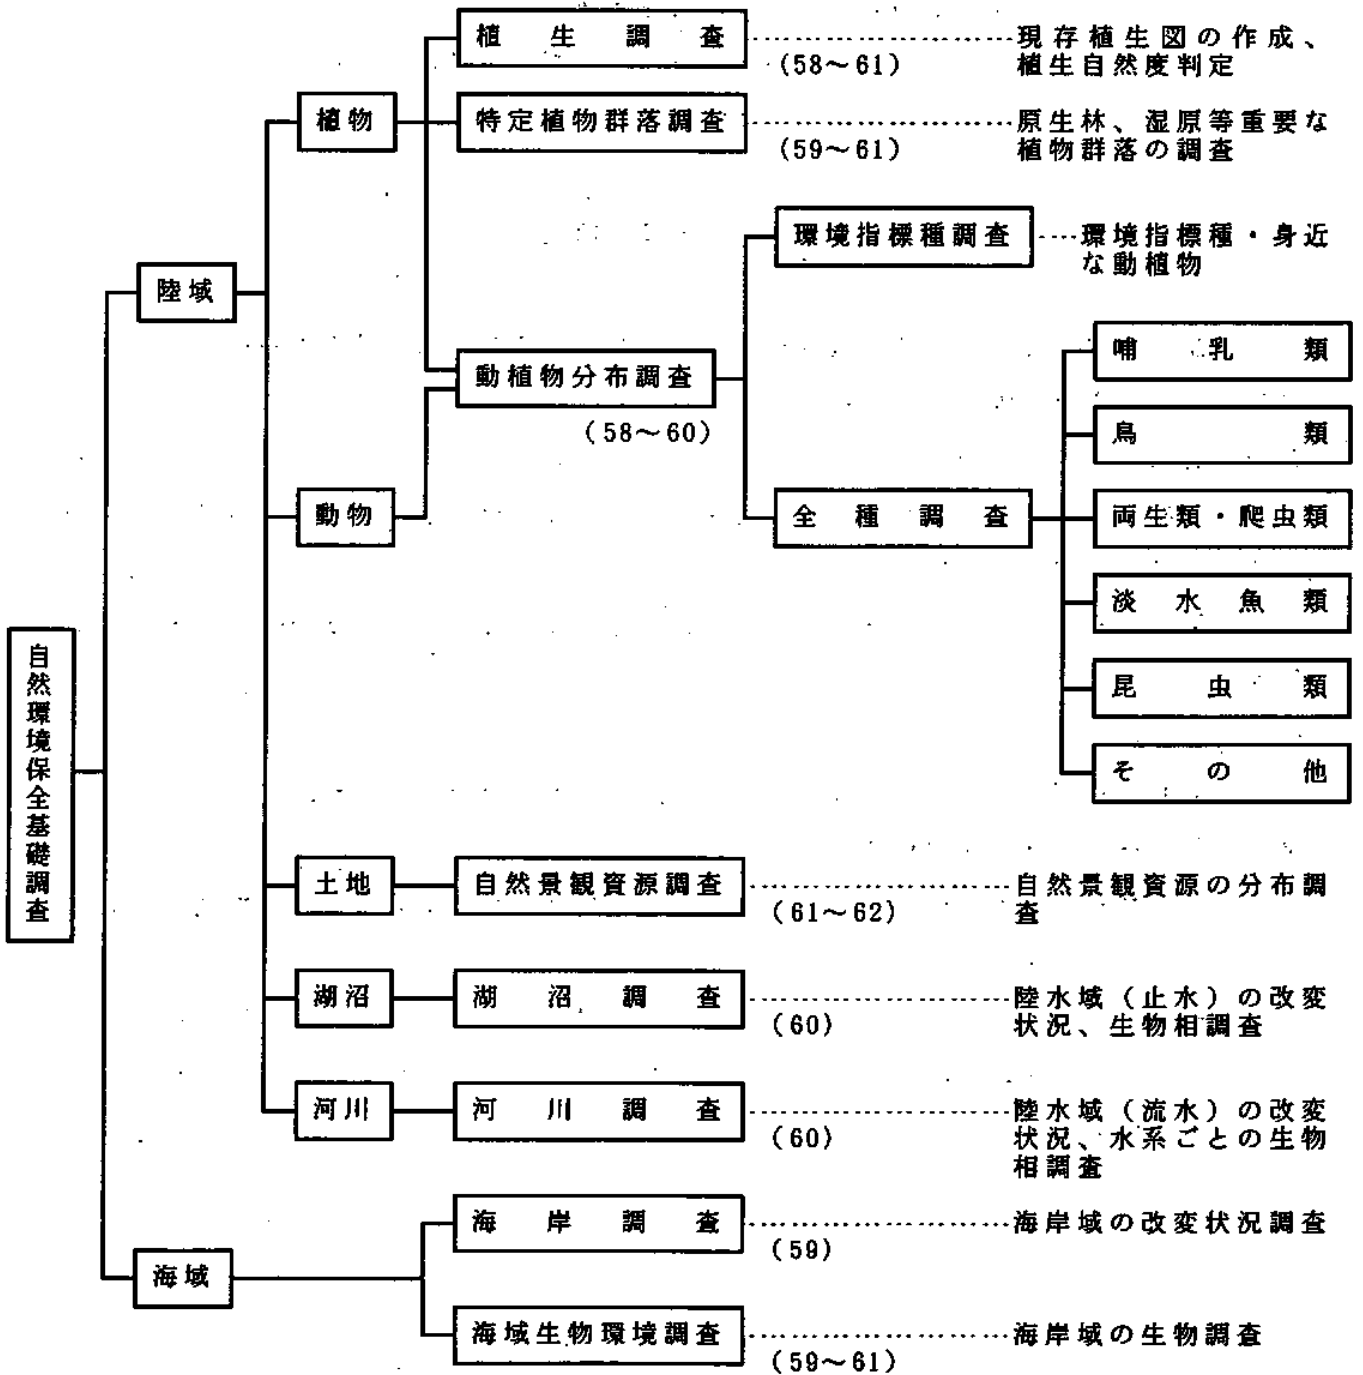 植生調査
(58~61)
現存植生図の作成、
植生自然度判定
植物
特定植物群落調査
(59~61)
原生林、湿原等重要な
植物群落の調査
環境指標種調査
環境指標種・身近
な動植物
陸域
動植物分布調査
(58~60)
哺乳類
鳥類
動物
全種調査
両生類・爬虫類
淡水魚類
昆虫類
その他
自然環境保全基礎調査
土地
自然景観資源調査
(61~62)
自然景観資源の分布調
査
湖沼
湖沼調査
(60)
陸水域(止水)の改変
状況、生物相調査
河川
河川調査
(60)
陸水域(流水)の改変
状況、水系ごとの生物
相調査
海域
海岸調査
(59)
海岸域の改変状況調査
海域生物環境調査
(59~61)
海岸域の生物調査